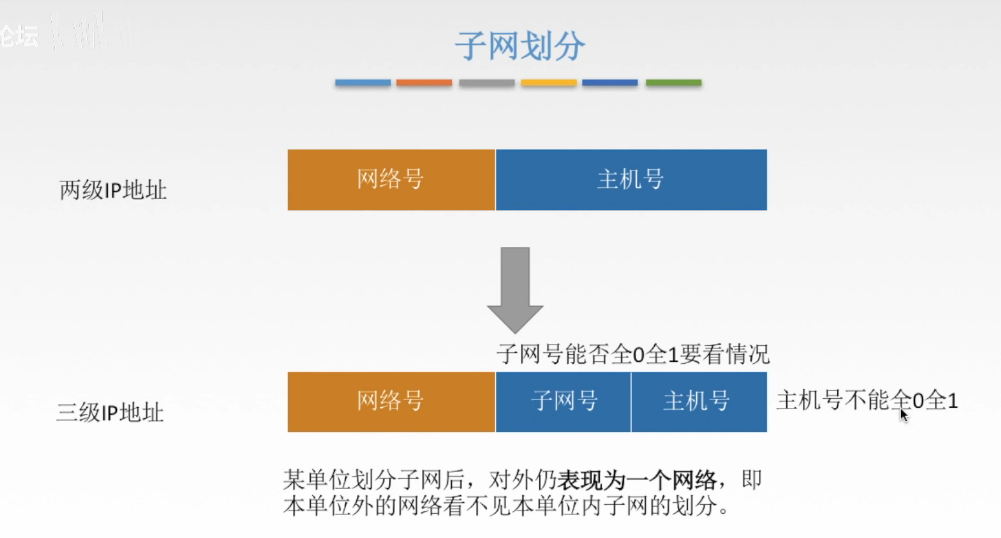 论坛
子网划分
两级IP地址
网络号
主机号
子网号能否全0全1要看情况
三级IP地址
网络号
子网号
主机号
主机号不能全0全1
某单位划分子网后，对外仍表现为一个网络，即
本单位外的网络看不见本单位内子网的划分。